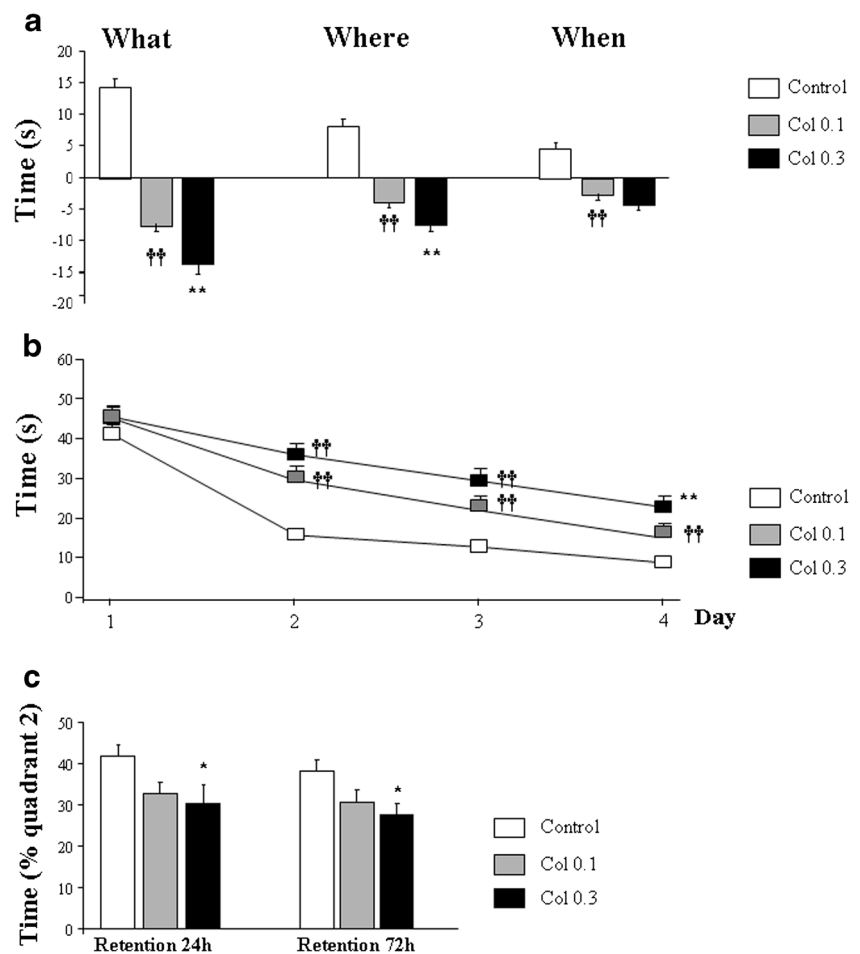 a
What Where When
20
15
10
5
0
-5
-10
-15
-20
Time (s)
†† ** †† ** ††
Control
Col 0.1
Col 0.3
b
60
50
40
30
20
10
0
Time (s)
†† †† **
†† †† ††
1 2 3 4 Day
Control
Col 0.1
Col 0.3
c
50
40
30
20
10
0
Time (% quadrant 2)
* *
Retention 24h Retention 72h
Control
Col 0.1
Col 0.3